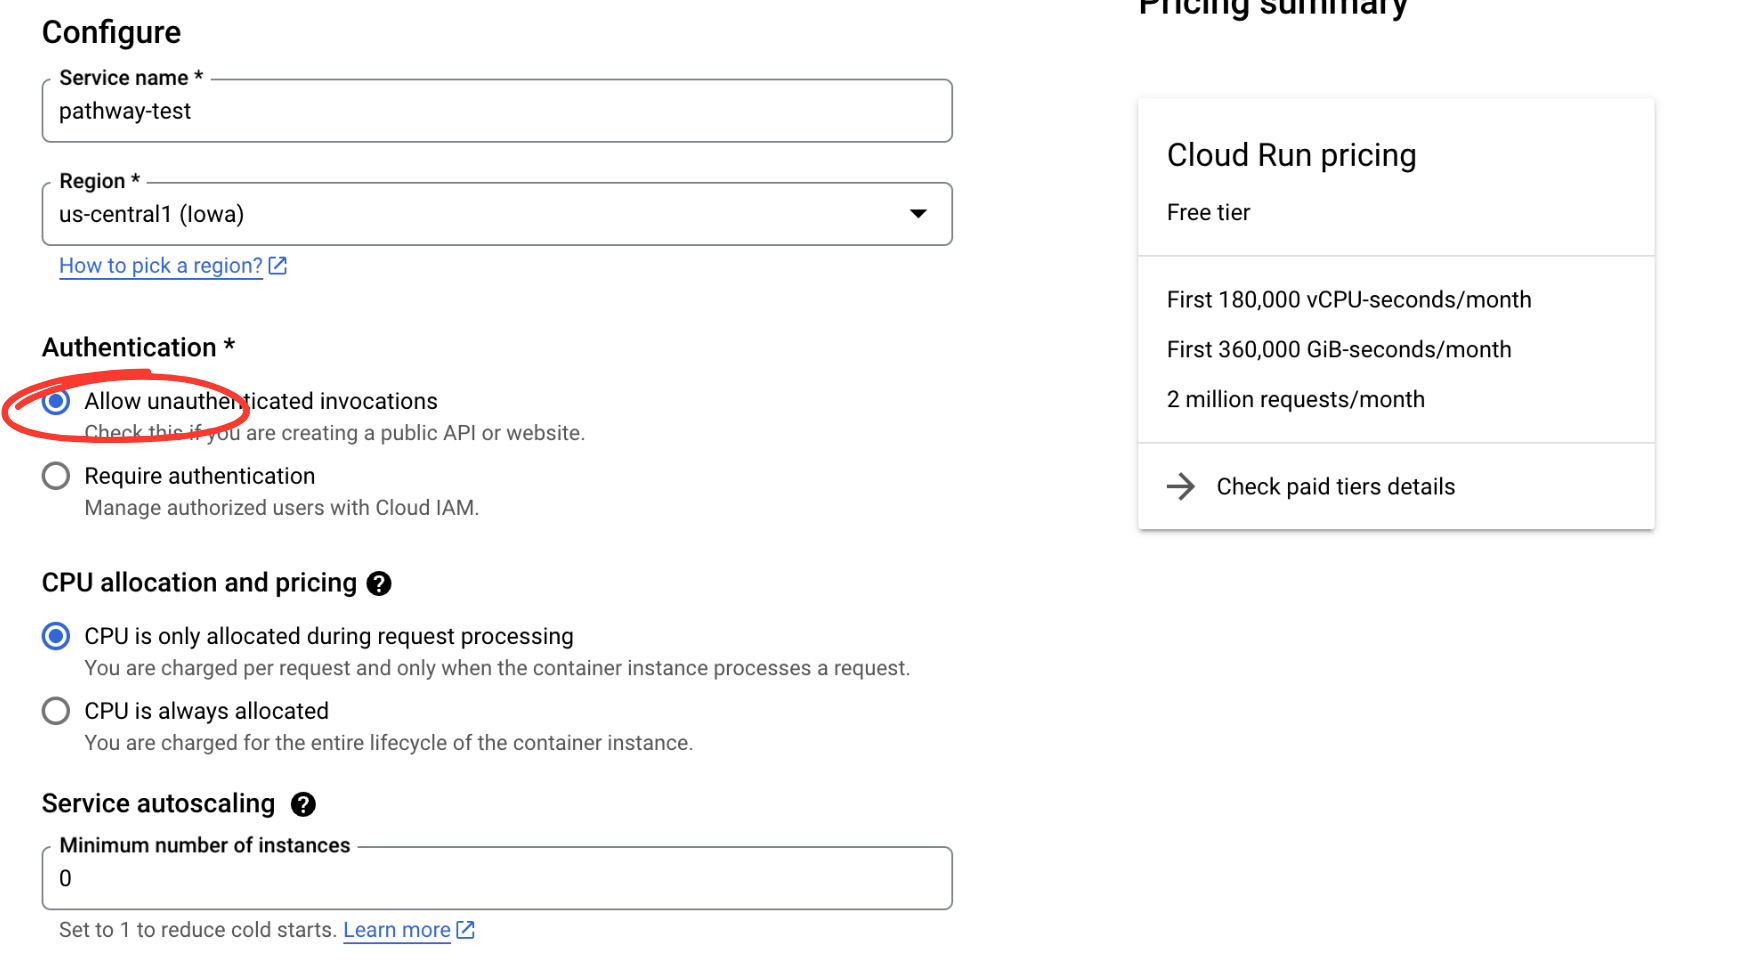 Configure
Service name *
pathway-test
Region *
us-central1 (Iowa)
How to pick a region?
Authentication *
Allow unauthenticated invocations
Check this if you are creating a public API or website.
Require authentication
Manage authorized users with Cloud IAM.
CPU allocation and pricing
CPU is only allocated during request processing
You are charged per request and only when the container instance processes a request.
CPU is always allocated
You are charged for the entire lifecycle of the container instance.
Service autoscaling
Minimum number of instances
0
Set to 1 to reduce cold starts. Learn more
Pricing summary
Cloud Run pricing
Free tier
First 180,000 vCPU-seconds/month
First 360,000 GiB-seconds/month
2 million requests/month
Check paid tiers details